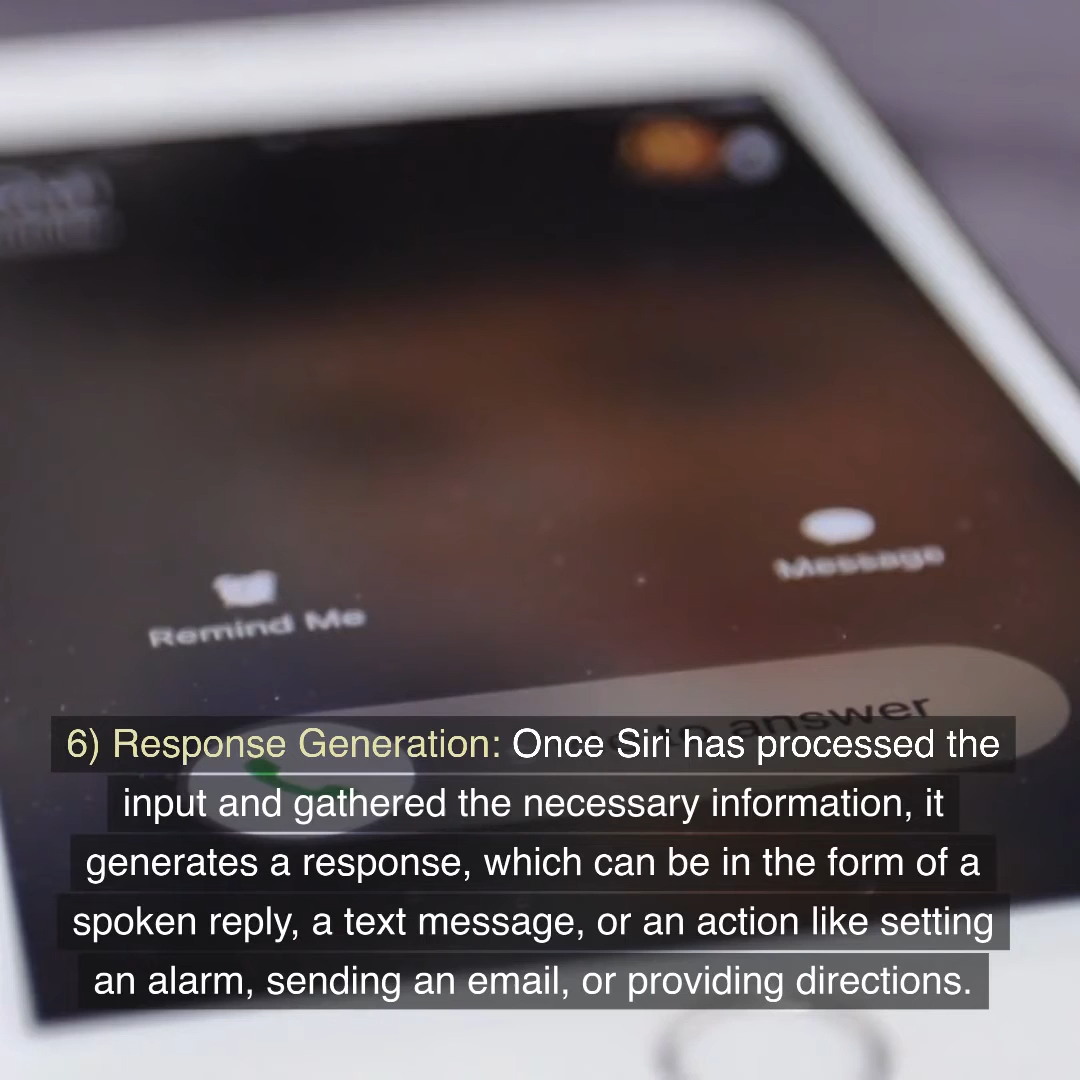 Message
Remind Me
to answer
6) Response Generation: Once Siri has processed the
input and gathered the necessary information, it
generates a response, which can be in the form of a
spoken reply, a text message, or an action like setting
an alarm, sending an email, or providing directions.